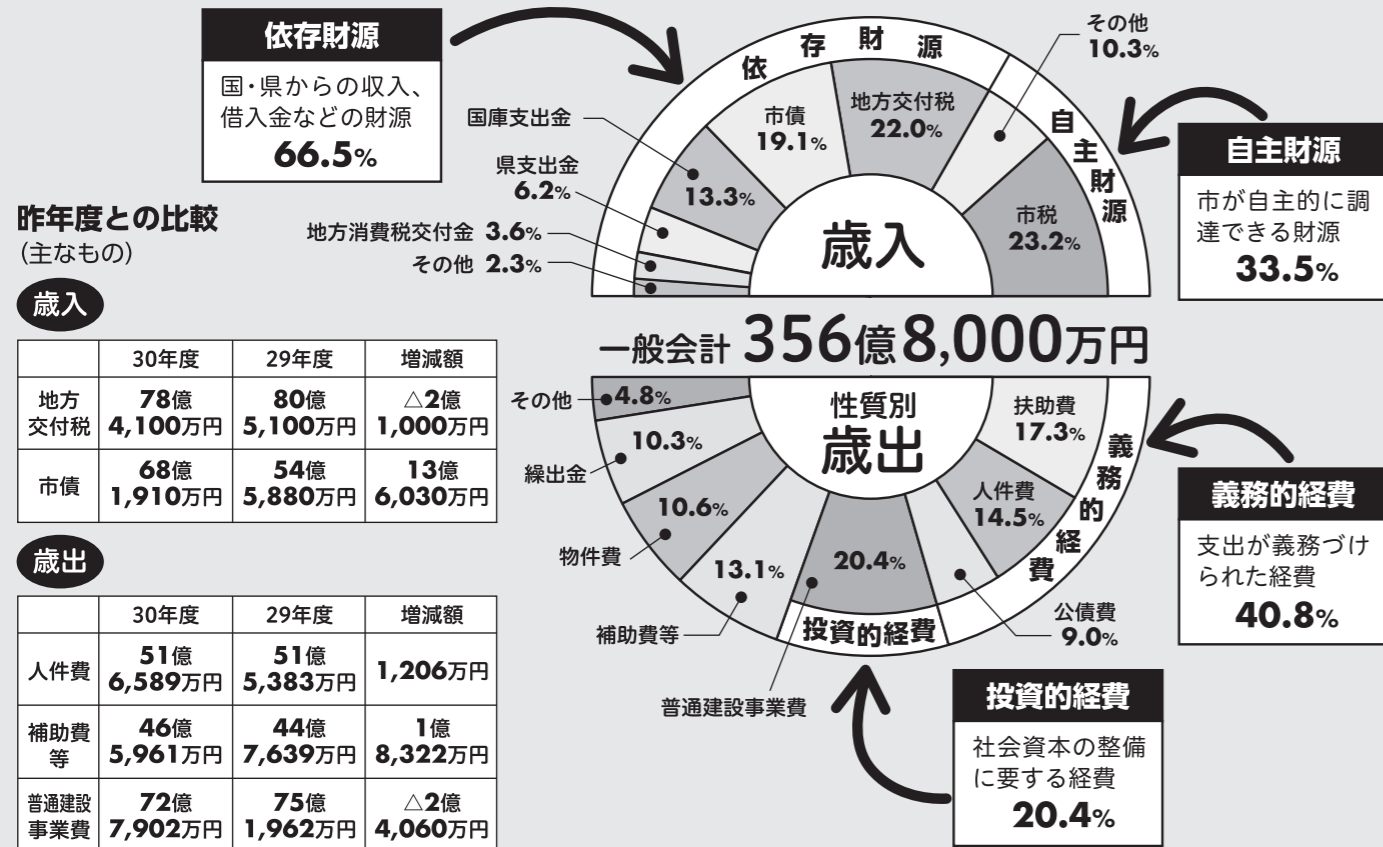 依存財源
国・県からの収入、
借入金などの財源
66.5%
昨年度との比較
(主なもの)
歳入
30年度 29年度 増減額
地方
交付税
78億
4,100万円
80億
5,100万円
△2億
1,000万円
市債
68億
1,910万円
54億
5,880万円
13億
6,030万円
歳出
30年度 29年度 増減額
人件費
51億
6,589万円
51億
5,383万円
1,206万円
補助費
等
46億
5,961万円
44億
7,639万円
1億
8,322万円
普通建設
事業費
72億
7,902万円
75億
1,962万円
△2億
4,060万円
依存財源
自主財源
その他
10.3%
地方交付税
22.0%
市債
19.1%
国庫支出金
13.3%
県支出金
6.2%
地方消費税交付金 3.6%
その他 2.3%
市税
23.2%
歳入
自主財源
市が自主的に調
達できる財源
33.5%
一般会計 356億8,000万円
性質別
歳出
その他
4.8%
繰出金
10.3%
物件費
10.6%
補助費等
13.1%
普通建設事業費
20.4%
投資的経費
公債費
9.0%
人件費
14.5%
扶助費
17.3%
義務的経費
義務的経費
支出が義務づけ
られた経費
40.8%
投資的経費
社会資本の整備
に要する経費
20.4%